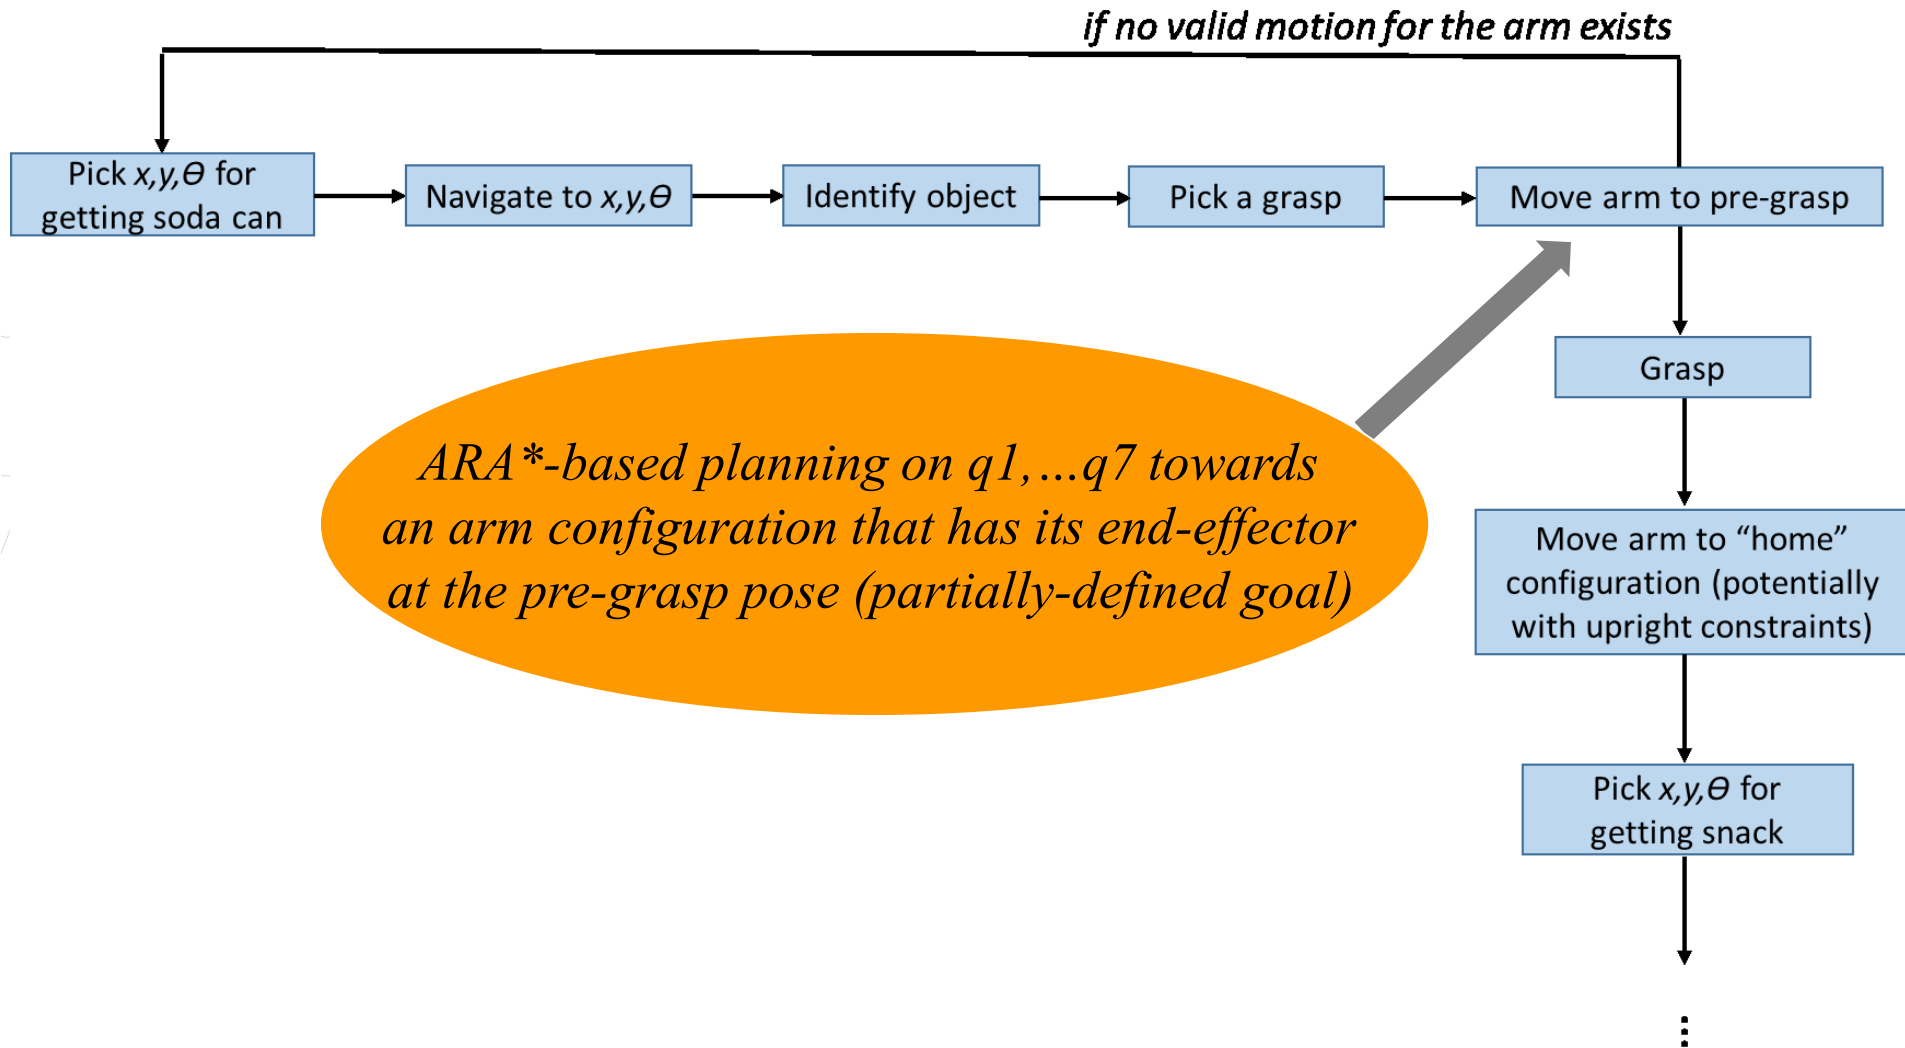 if no valid motion for the arm exists
Pick x,y,Ɵ for
getting soda can
Navigate to x,y,Ɵ
Identify object
Pick a grasp
Move arm to pre-grasp
Grasp
ARA*-based planning on q1,...q7 towards
an arm configuration that has its end-effector
at the pre-grasp pose (partially-defined goal)
Move arm to “home”
configuration (potentially
with upright constraints)
Pick x,y,Ɵ for
getting snack
⋮